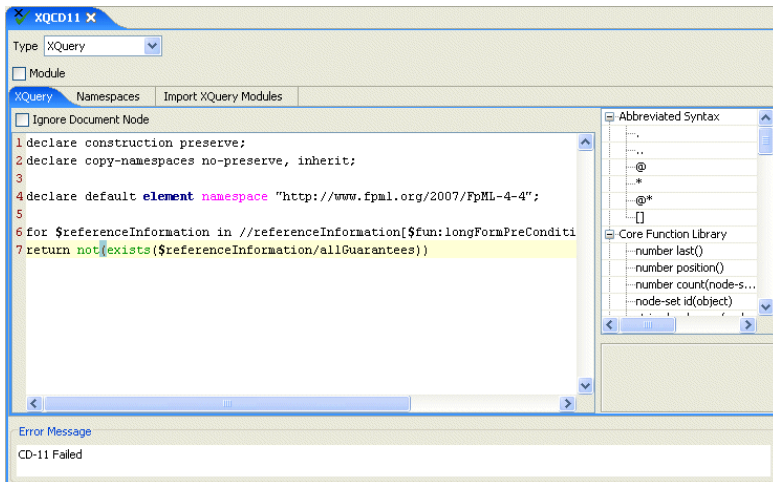 XQCD11
Type XQuery
Module
XQuery Namespaces Import XQuery Modules
Ignore Document Node
1 declare construction preserve;
2 declare copy-namespaces no-preserve, inherit;
3
4 declare default element namespace "http://www.fpml.org/2007/FpML-4-4";
5
6 for $referenceInformation in //referenceInformation[$fun:longFormPreConditi
7 return not(exists($referenceInformation/allGuarantees))
Abbreviated Syntax
.
..
@
*
@*
[]
Core Function Library
number last()
number position()
number count(node-s...
node-set id(object)
Error Message
CD-11 Failed